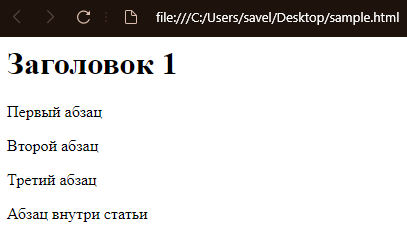 file:///C:/Users/savel/Desktop/sample.html
Заголовок 1
Первый абзац
Второй абзац
Третий абзац
Абзац внутри статьи